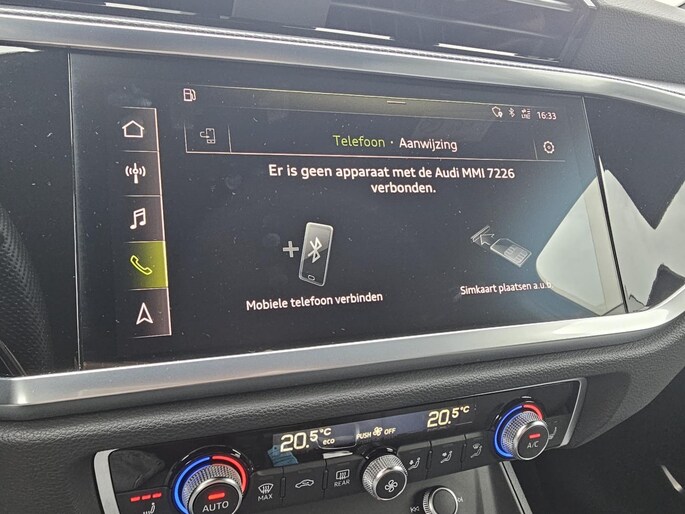 LTE 16:33
Telefoon · Aanwijzing
Er is geen apparaat met de Audi MMI 7226
verbonden.
Mobiele telefoon verbinden
Simkaart plaatsen a.u.b.
20.5°C eco PUSH OFF 20.5°C
AUTO MAX REAR A/C